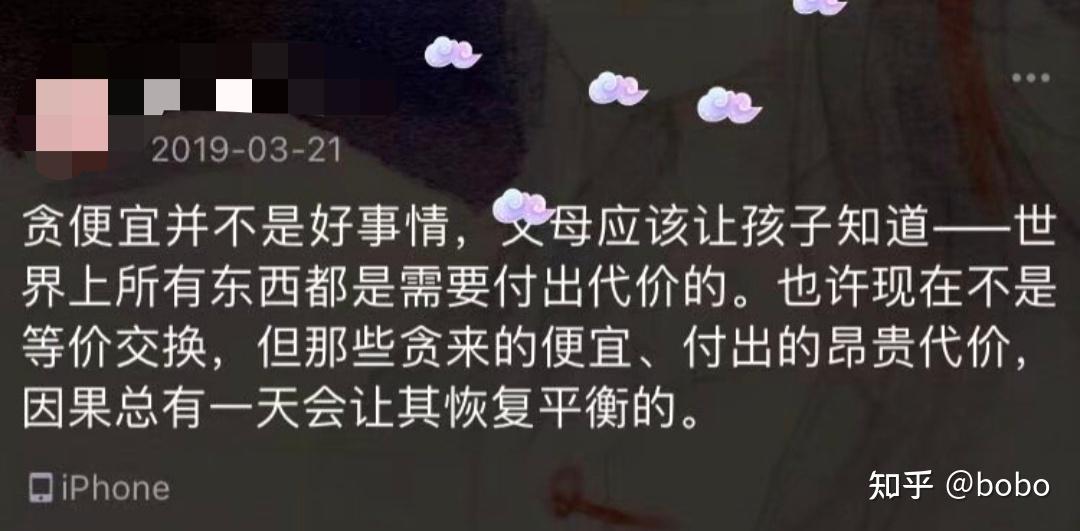 2019-03-21
贪便宜并不是好事情，父母应该让孩子知道——世
界上所有东西都是需要付出代价的。也许现在不是
等价交换，但那些贪来的便宜、付出的昂贵代价，
因果总有一天会让其恢复平衡的。
iPhone
知乎 @bobo